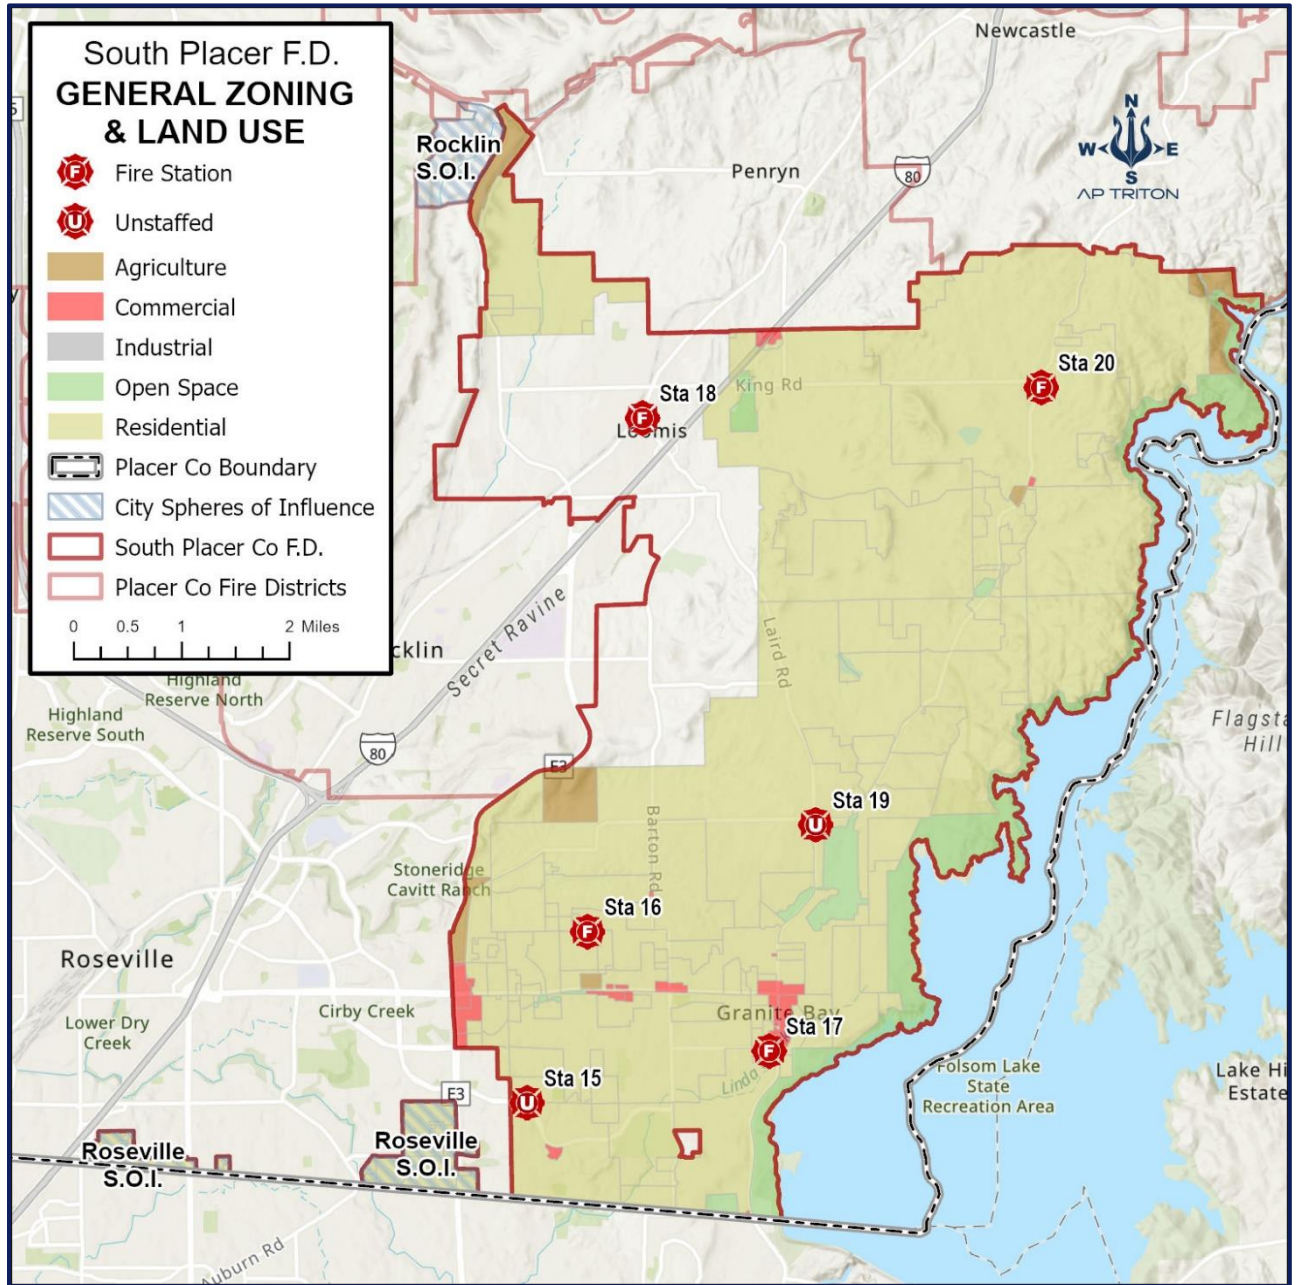 South Placer F.D.
GENERAL ZONING
& LAND USE
F Fire Station
U Unstaffed
Agriculture
Commercial
Industrial
Open Space
Residential
Placer Co Boundary
City Spheres of Influence
South Placer Co F.D.
Placer Co Fire Districts
0 0.5 1 2 Miles
Newcastle
N
W E
S
AP TRITON
Rocklin
S.O.I.
Penryn
80
5
Sta 20
F
King Rd
Sta 18
F
Loomis
Secret Ravine
Laird Rd
cklin
Highland
Reserve North
Highland
Reserve South
Flagsta
Hill
80
E3
Sta 19
U
Barton Rd
Stoneridge
Cavitt Ranch
Sta 16
F
Roseville
Cirby Creek
Lower Dry
Creek
Granite Bay
Sta 17
F
Linda
Folsom Lake
State
Recreation Area
Lake Hi
Estate
Sta 15
U
E3
Roseville
S.O.I.
Roseville
S.O.I.
Auburn Rd